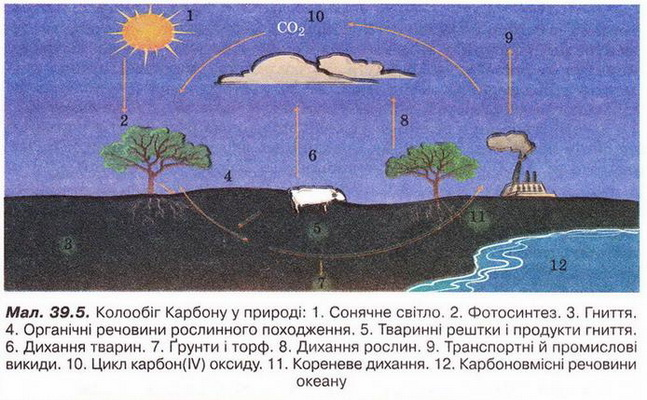 1
10
CO₂
9
2
8
6
4
11
3
5
7
12
Мал. 39.5. Колообіг Карбону у природі: 1. Сонячне світло. 2. Фотосинтез. 3. Гниття.
4. Органічні речовини рослинного походження. 5. Тваринні рештки і продукти гниття.
6. Дихання тварин. 7. Ґрунти і торф. 8. Дихання рослин. 9. Транспортні й промислові
викиди. 10. Цикл карбон(IV) оксиду. 11. Кореневе дихання. 12. Карбоновмісні речовини
океану